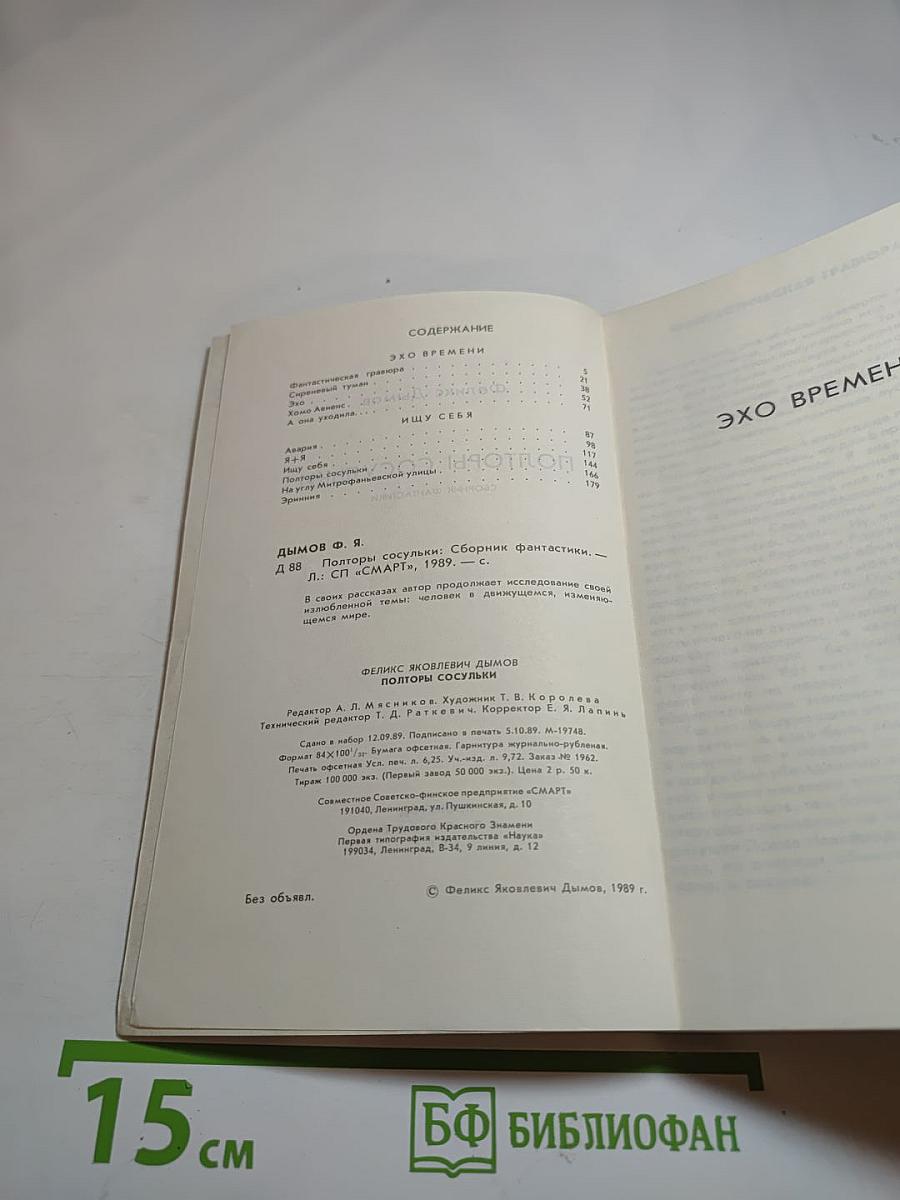 СОДЕРЖАНИЕ
ЭХО ВРЕМЕНИ
Фантастическая гравюра 5
Сиреневый туман 21
Эхо 38
Хомо Авиенс 52
А она уходила. . . 71
ИЩУ СЕБЯ
Авария 87
Я+Я 98
Ищу себя 117
Полторы сосульки 144
На углу Митрофаньевской улицы 166
Эринния 179
ДЫМОВ Ф. Я.
Д 88 Полторы сосульки: Сборник фантастики. —
Л.: СП «СМАРТ», 1989. — с.
В своих рассказах автор продолжает исследование своей
излюбленной темы: человек в движущемся, изменяю-
щемся мире.
ФЕЛИКС ЯКОВЛЕВИЧ ДЫМОВ
ПОЛТОРЫ СОСУЛЬКИ
Редактор А. Л. Мясников. Художник Т. В. Королева
Технический редактор Т. Д. Раткевич. Корректор Е. Я. Лапинь
Сдано в набор 12.09.89. Подписано в печать 5.10.89. М-19748.
Формат 84×100¹/₃₂. Бумага офсетная. Гарнитура журнально-рубленая.
Печать офсетная Усл. печ. л. 6,25. Уч.-изд. л. 9,72. Заказ № 1962.
Тираж 100 000 экз. (Первый завод 50 000 экз.). Цена 2 р. 50 к.
Совместное Советско-финское предприятие «СМАРТ»
191040, Ленинград, ул. Пушкинская, д. 10
Ордена Трудового Красного Знамени
Первая типография издательства «Наука»
199034, Ленинград, В-34, 9 линия, д. 12
Без объявл. © Феликс Яковлевич Дымов, 1989 г.
ЭХО ВРЕМЕН
15 см
БФ БИБЛИОФАН